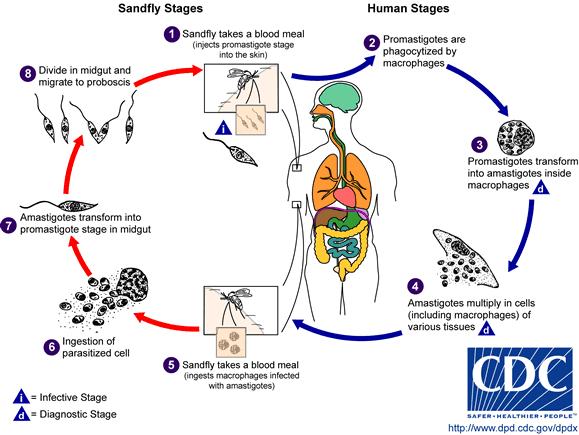 Sandfly Stages
Human Stages
1 Sandfly takes a blood meal
(injects promastigote stage
into the skin)
i
2 Promastigotes are
phagocytized by
macrophages
3
Promastigotes transform
into amastigotes inside
macrophages d
4
Amastigotes multiply in cells
(including macrophages) of
various tissues d
5 Sandfly takes a blood meal
(ingests macrophages infected
with amastigotes)
6 Ingestion of
parasitized cell
7 Amastigotes transform into
promastigote stage in midgut
8 Divide in midgut and
migrate to proboscis
i = Infective Stage
d = Diagnostic Stage
CDC
SAFER • HEALTHIER • PEOPLE™
http://www.dpd.cdc.gov/dpdx